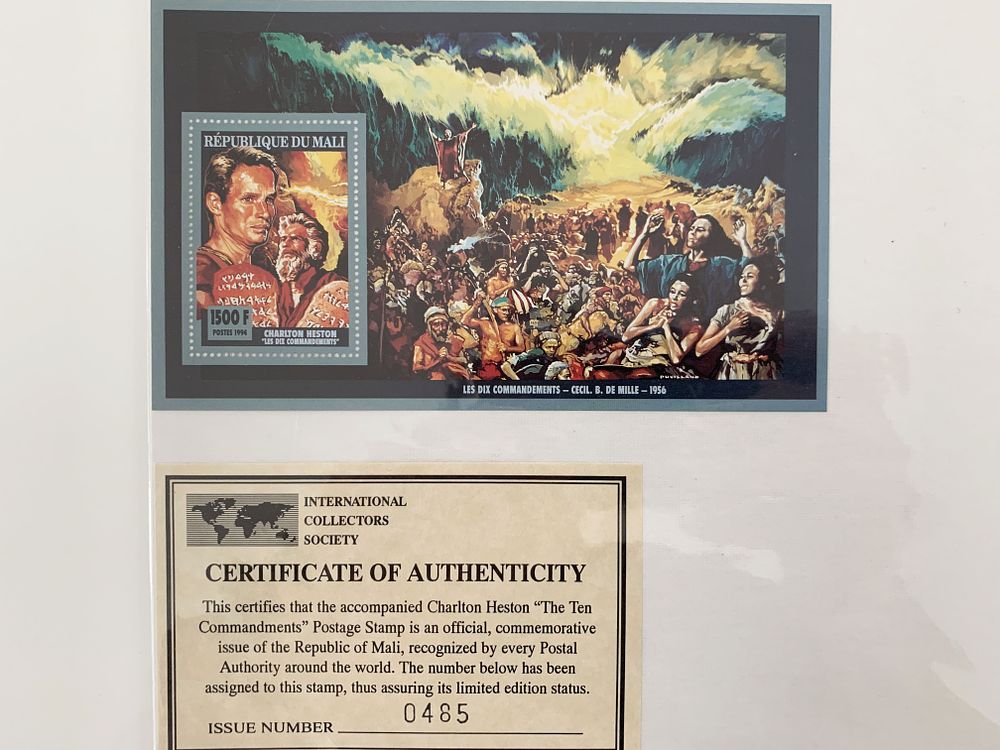 RÉPUBLIQUE DU MALI
1500 F
POSTES 1994
CHARLTON HESTON
"LES DIX COMMANDEMENTS"
LES DIX COMMANDEMENTS – CECIL. B. DE MILLE – 1956
INTERNATIONAL
COLLECTORS
SOCIETY
CERTIFICATE OF AUTHENTICITY
This certifies that the accompanied Charlton Heston “The Ten
Commandments” Postage Stamp is an official, commemorative
issue of the Republic of Mali, recognized by every Postal
Authority around the world. The number below has been
assigned to this stamp, thus assuring its limited edition status.
ISSUE NUMBER 0485